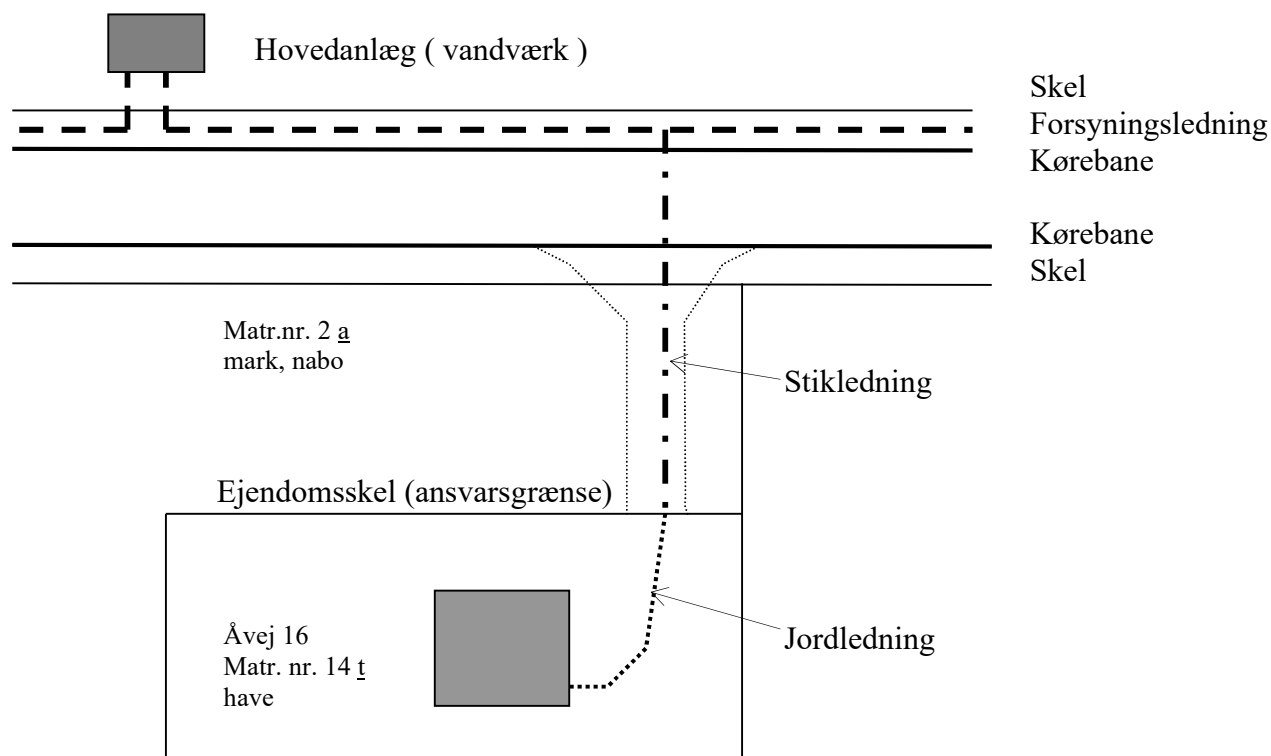 Hovedanlæg ( vandværk )
Skel
Forsyningsledning
Kørebane
Kørebane
Skel
Matr.nr. 2 a
mark, nabo
Stikledning
Ejendomsskel (ansvarsgrænse)
Åvej 16
Matr. nr. 14 t
have
Jordledning